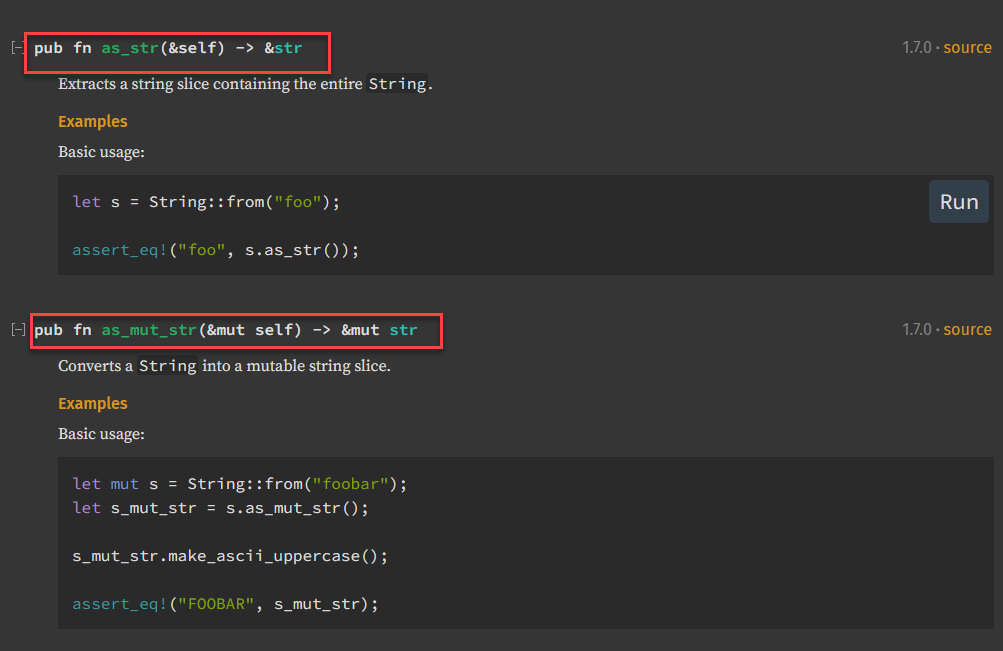 [-] pub fn as_str(&self) -> &str 1.7.0 · source
Extracts a string slice containing the entire String.
Examples
Basic usage:
let s = String::from("foo");
Run
assert_eq!("foo", s.as_str());
[-] pub fn as_mut_str(&mut self) -> &mut str 1.7.0 · source
Converts a String into a mutable string slice.
Examples
Basic usage:
let mut s = String::from("foobar");
let s_mut_str = s.as_mut_str();
s_mut_str.make_ascii_uppercase();
assert_eq!("FOOBAR", s_mut_str);